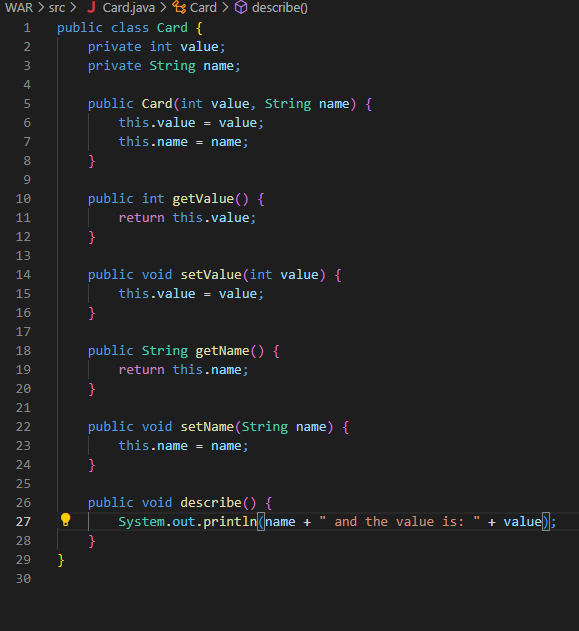 WAR > src > J Card.java > Card > describe()
1 public class Card {
2     private int value;
3     private String name;
4
5     public Card(int value, String name) {
6         this.value = value;
7         this.name = name;
8     }
9
10     public int getValue() {
11         return this.value;
12     }
13
14     public void setValue(int value) {
15         this.value = value;
16     }
17
18     public String getName() {
19         return this.name;
20     }
21
22     public void setName(String name) {
23         this.name = name;
24     }
25
26     public void describe() {
27         System.out.println(name + " and the value is: " + value);
28     }
29 }
30